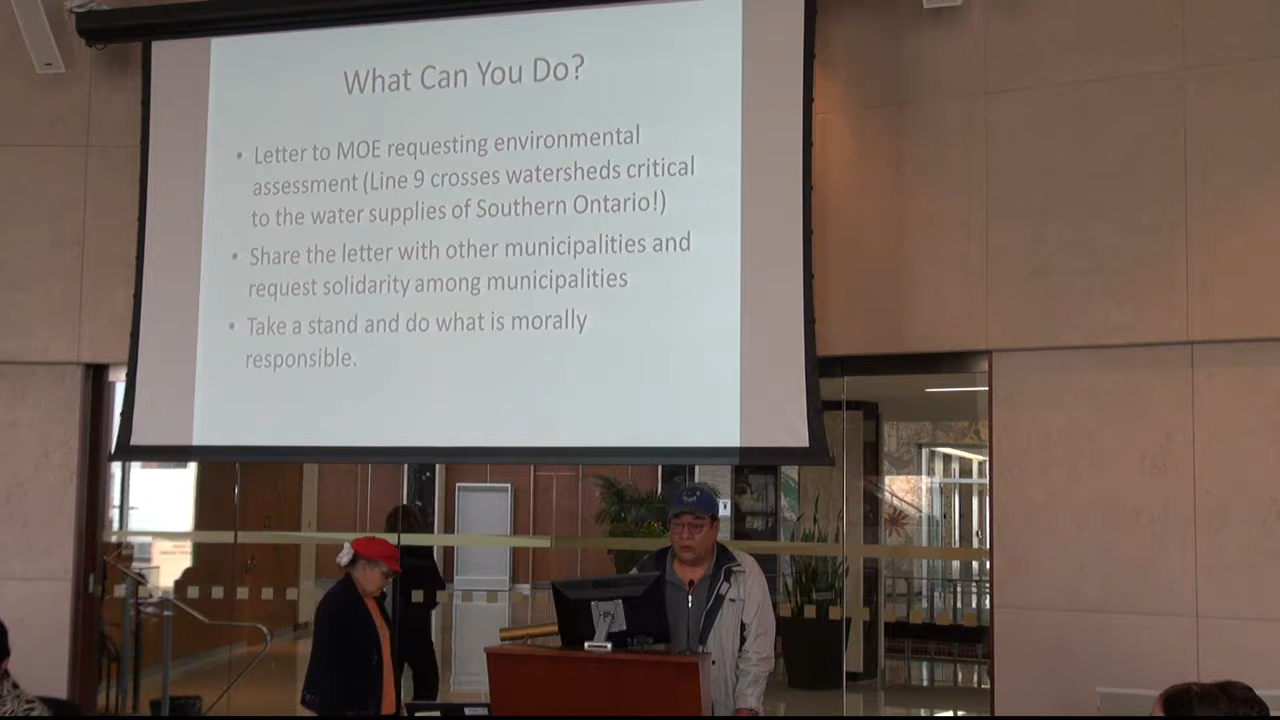 What Can You Do?
• Letter to MOE requesting environmental
assessment (Line 9 crosses watersheds critical
to the water supplies of Southern Ontario!)
• Share the letter with other municipalities and
request solidarity among municipalities
• Take a stand and do what is morally
responsible.